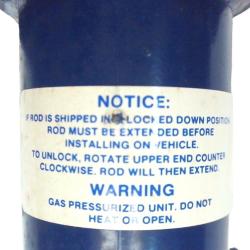 NOTICE:
IF ROD IS SHIPPED IN A LOCKED DOWN POSITION
ROD MUST BE EXTENDED BEFORE
INSTALLING ON VEHICLE.
TO UNLOCK, ROTATE UPPER END COUNTER
CLOCKWISE. ROD WILL THEN EXTEND.
WARNING
GAS PRESSURIZED UNIT. DO NOT
HEAT OR OPEN.